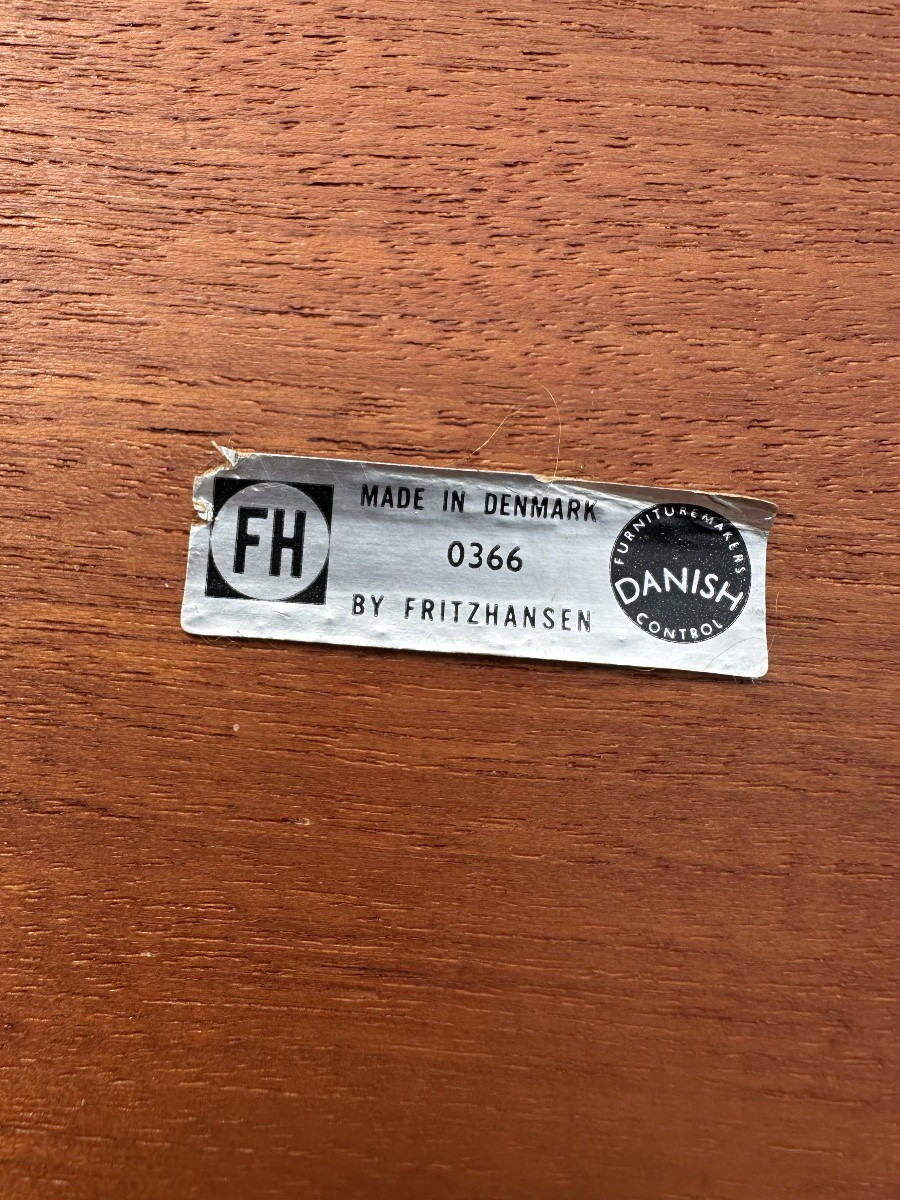 FH
MADE IN DENMARK
0366
BY FRITZHANSEN
FURNITUREMAKERS
DANISH
CONTROL